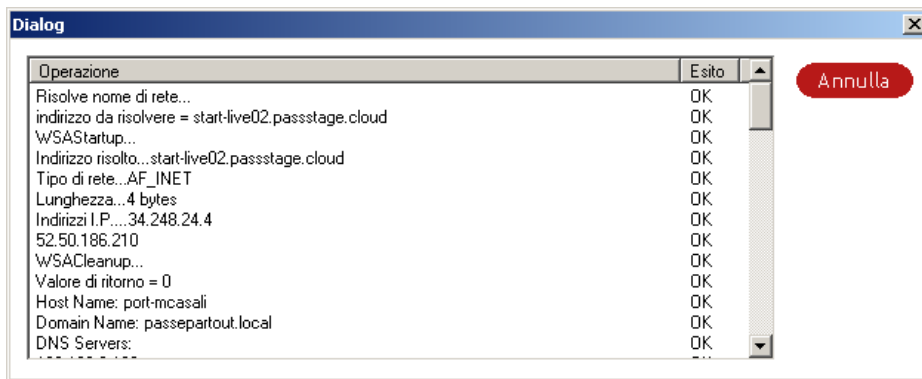 Dialog
Operazione Esito
Annulla
Risolve nome di rete... OK
indirizzo da risolvere = start-live02.passstage.cloud OK
WSAStartup... OK
Indirizzo risolto...start-live02.passstage.cloud OK
Tipo di rete...AF_INET OK
Lunghezza...4 bytes OK
Indirizzi I.P....34.248.24.4 OK
52.50.186.210 OK
WSACleanup... OK
Valore di ritorno = 0 OK
Host Name: port-mcasali OK
Domain Name: passepartout.local OK
DNS Servers: OK